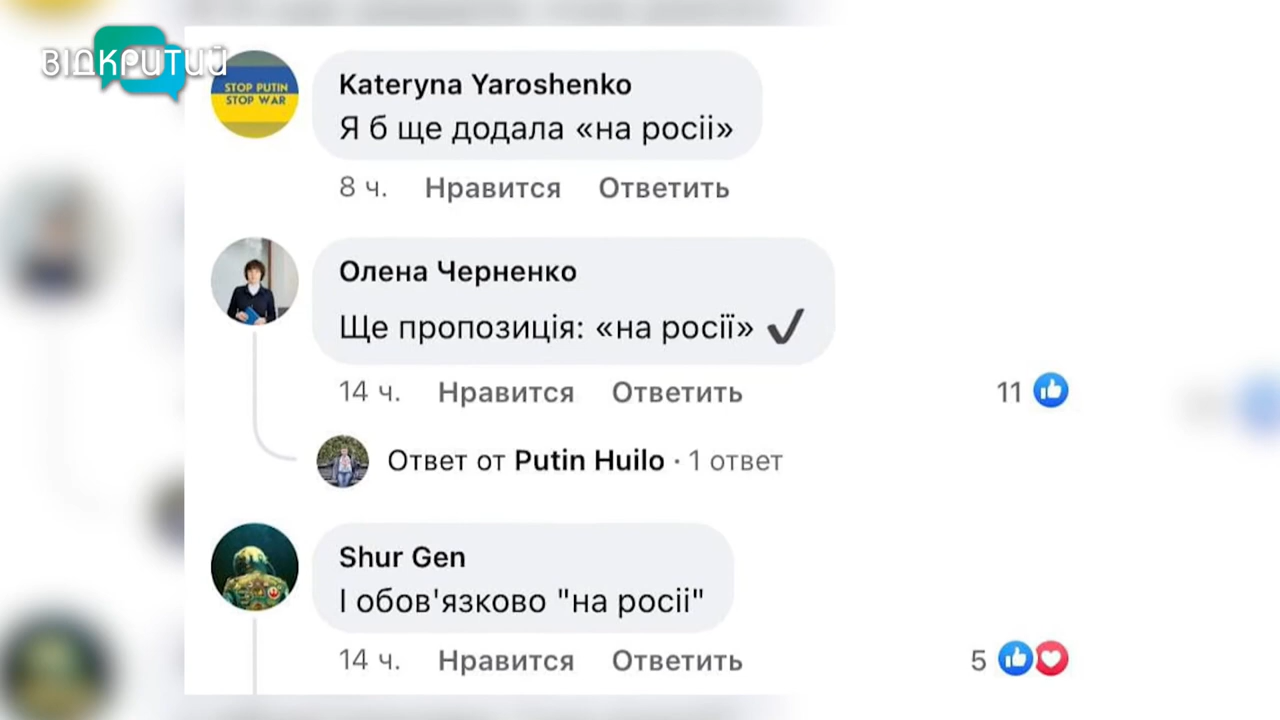 ВІДКРИТИЙ
STOP PUTIN
STOP WAR
Kateryna Yaroshenko
Я б ще додала «на росіі»
8 ч. Нравится Ответить
Олена Черненко
Ще пропозиція: «на росії» ✔
14 ч. Нравится Ответить 11
Ответ от Putin Huilo · 1 ответ
Shur Gen
І обов'язково "на росіі"
14 ч. Нравится Ответить 5